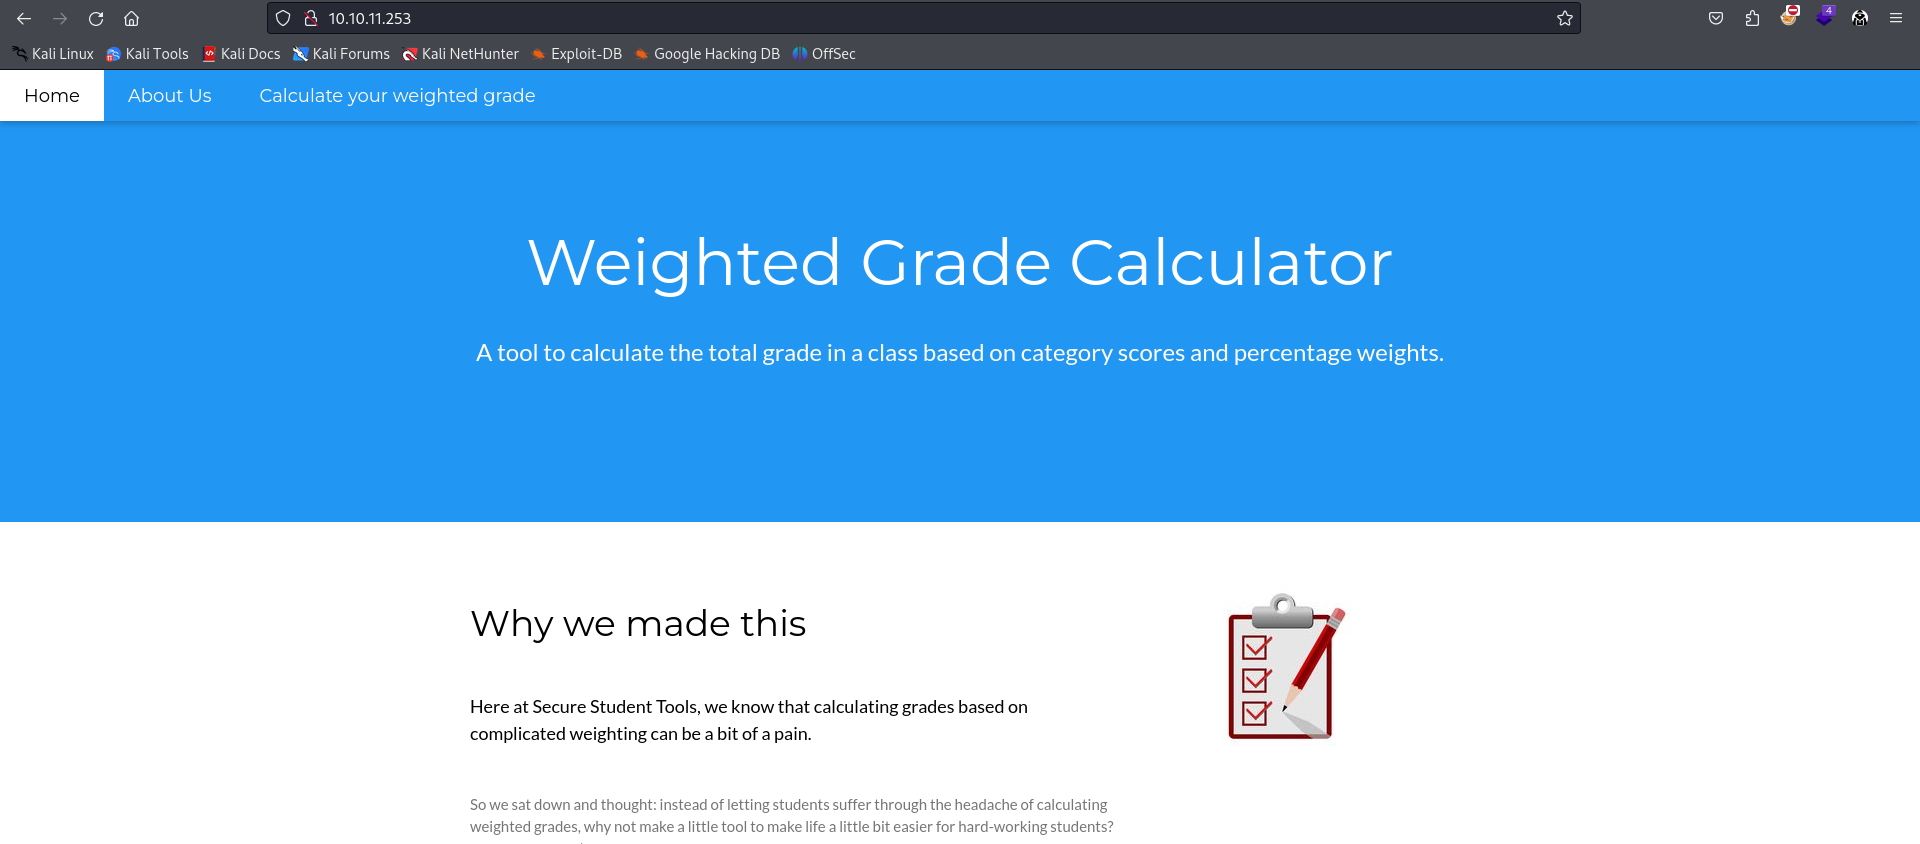 10.10.11.253
4
Kali Linux Kali Tools Kali Docs Kali Forums Kali NetHunter Exploit-DB Google Hacking DB OffSec
Home About Us Calculate your weighted grade
Weighted Grade Calculator
A tool to calculate the total grade in a class based on category scores and percentage weights.
Why we made this
Here at Secure Student Tools, we know that calculating grades based on
complicated weighting can be a bit of a pain.
So we sat down and thought: instead of letting students suffer through the headache of calculating
weighted grades, why not make a little tool to make life a little bit easier for hard-working students?